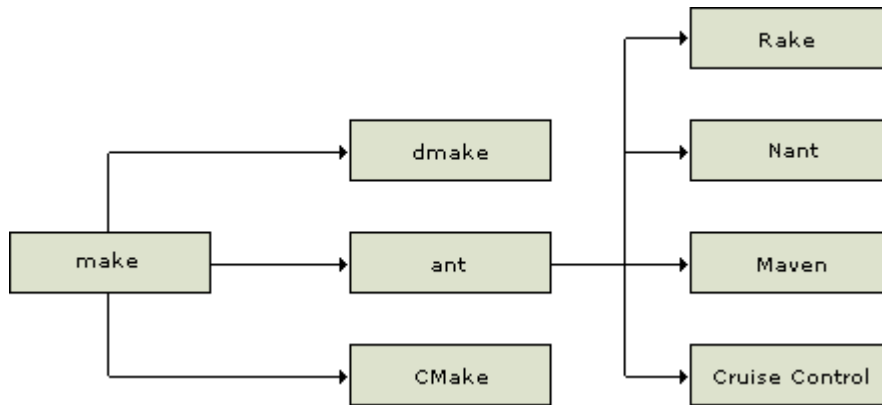 make
dmake
ant
CMake
Rake
Nant
Maven
Cruise Control